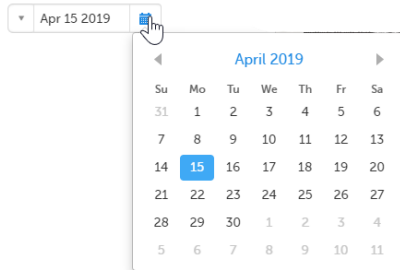 Apr 15 2019
April 2019
Su Mo Tu We Th Fr Sa
31 1 2 3 4 5 6
7 8 9 10 11 12 13
14 15 16 17 18 19 20
21 22 23 24 25 26 27
28 29 30 1 2 3 4
5 6 7 8 9 10 11